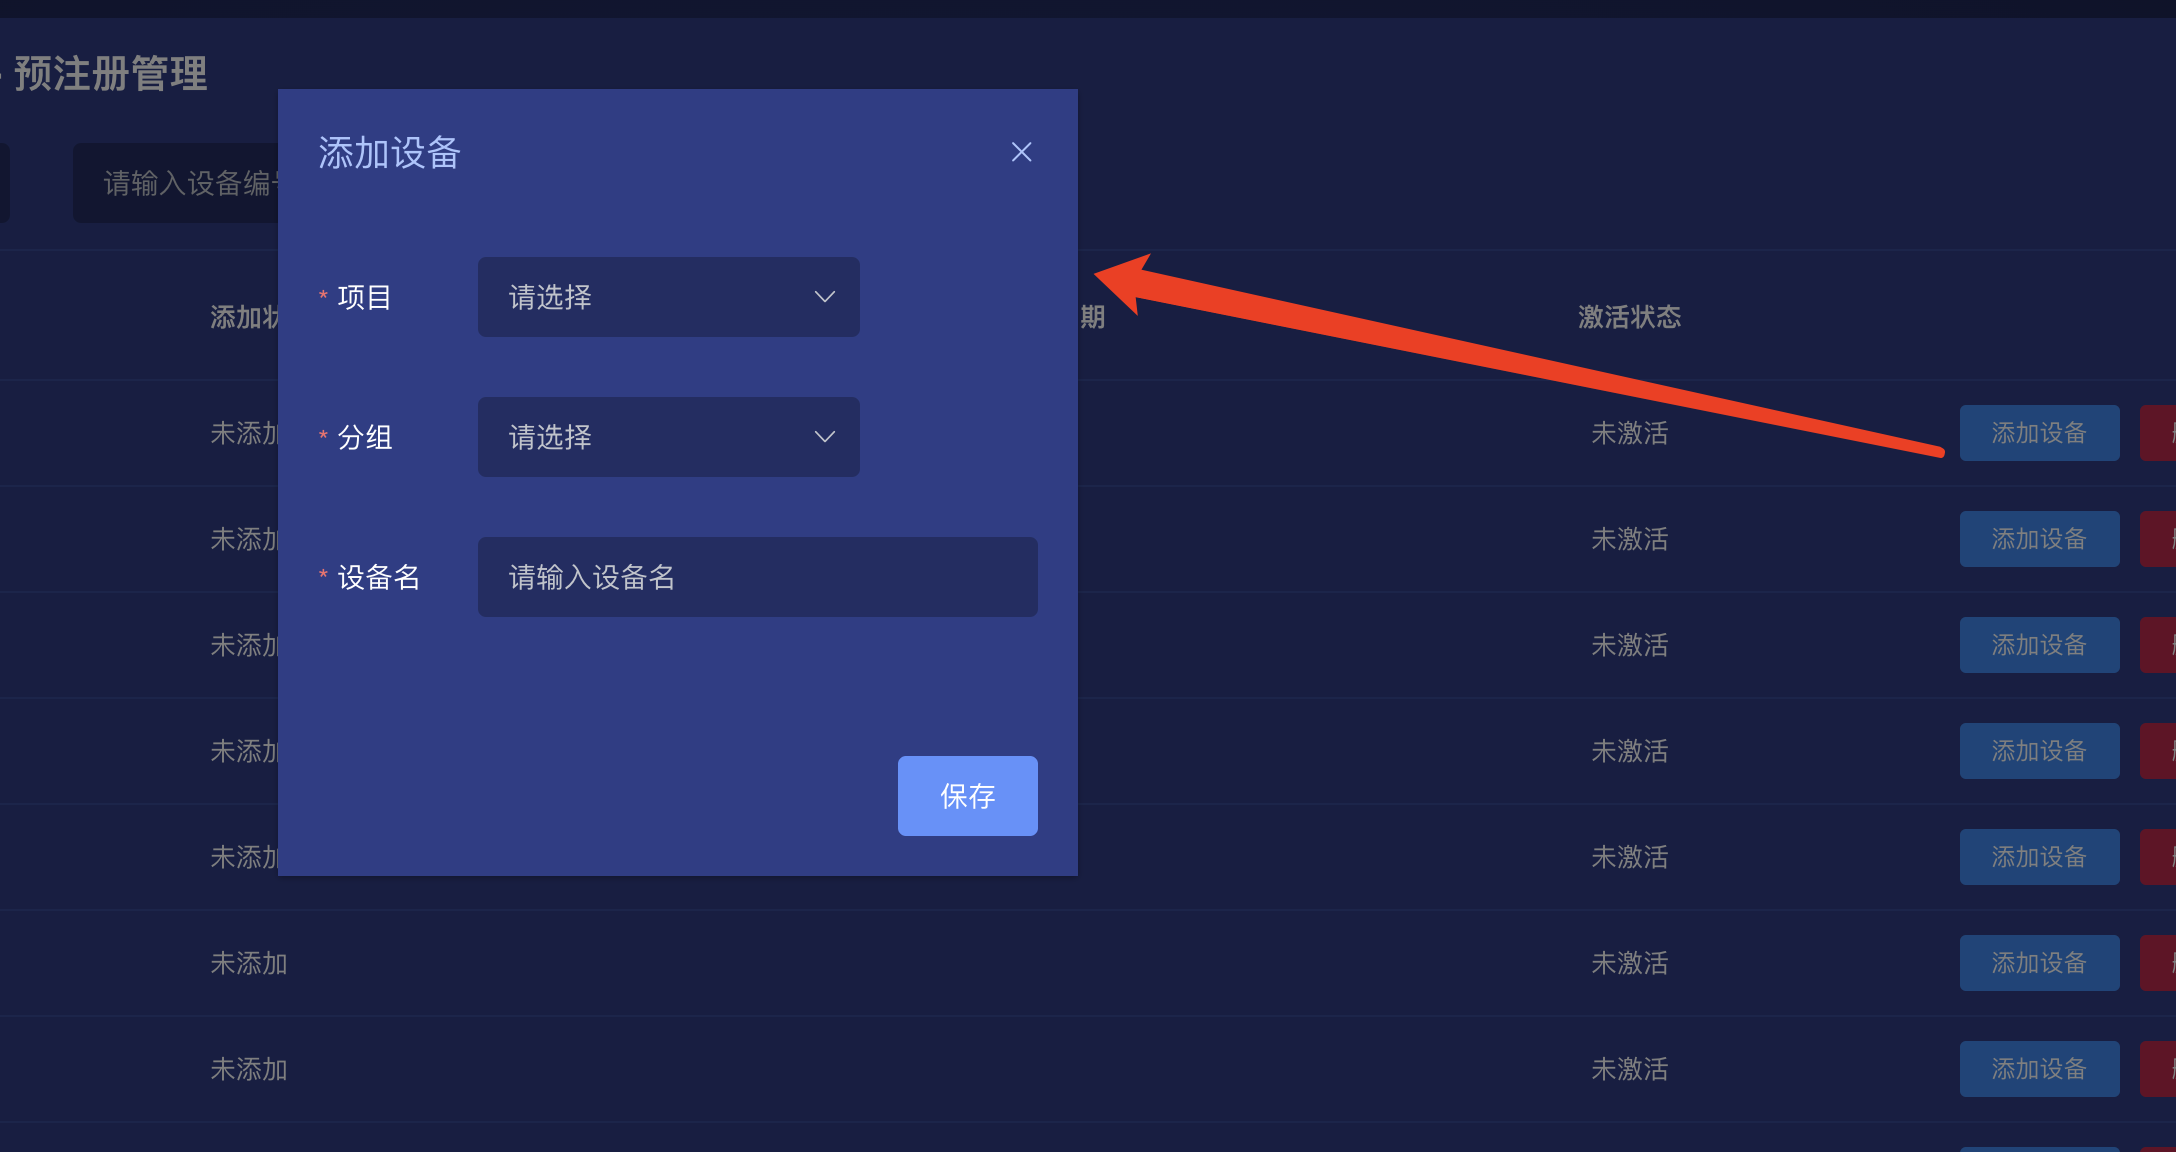 预注册管理
请输入设备编
添加设备
* 项目 请选择
* 分组 请选择
* 设备名 请输入设备名
保存
添加 期 激活状态
未添加 未激活 添加设备
未添加 未激活 添加设备
未添加 未激活 添加设备
未添加 未激活 添加设备
未添加 未激活 添加设备
未添加 未激活 添加设备
未添加 未激活 添加设备